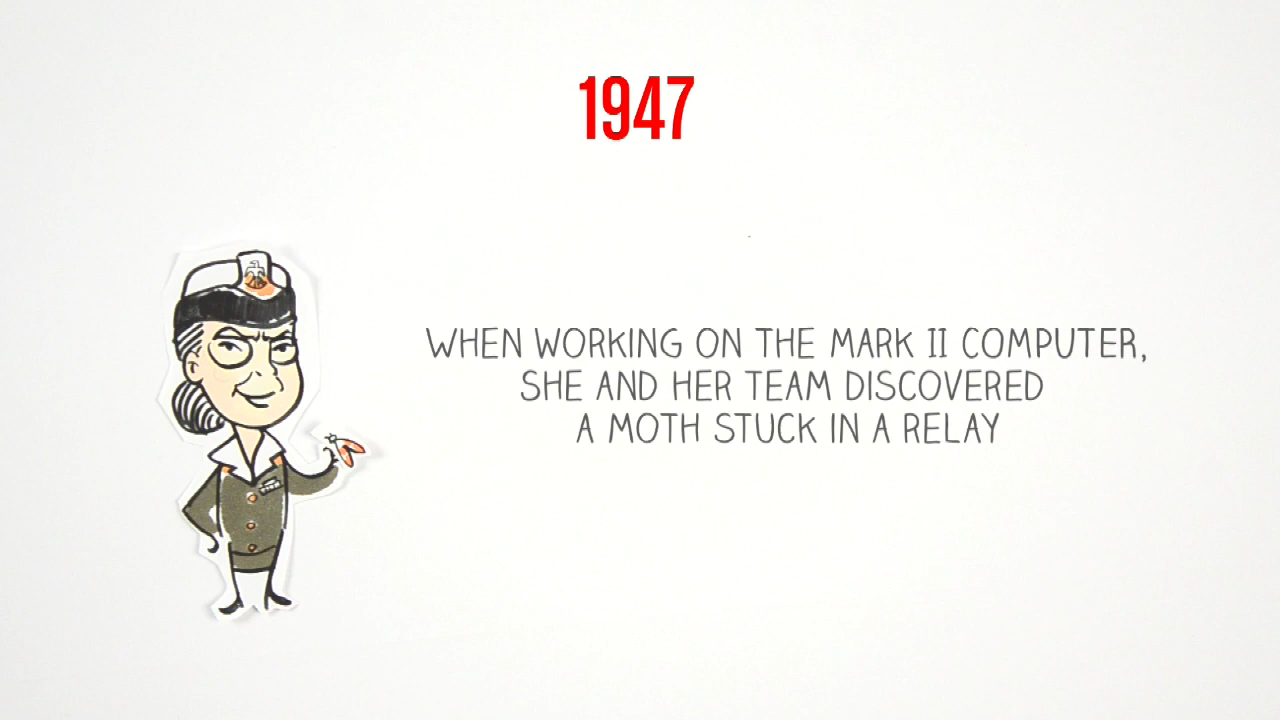 1947
WHEN WORKING ON THE MARK II COMPUTER,
SHE AND HER TEAM DISCOVERED
A MOTH STUCK IN A RELAY